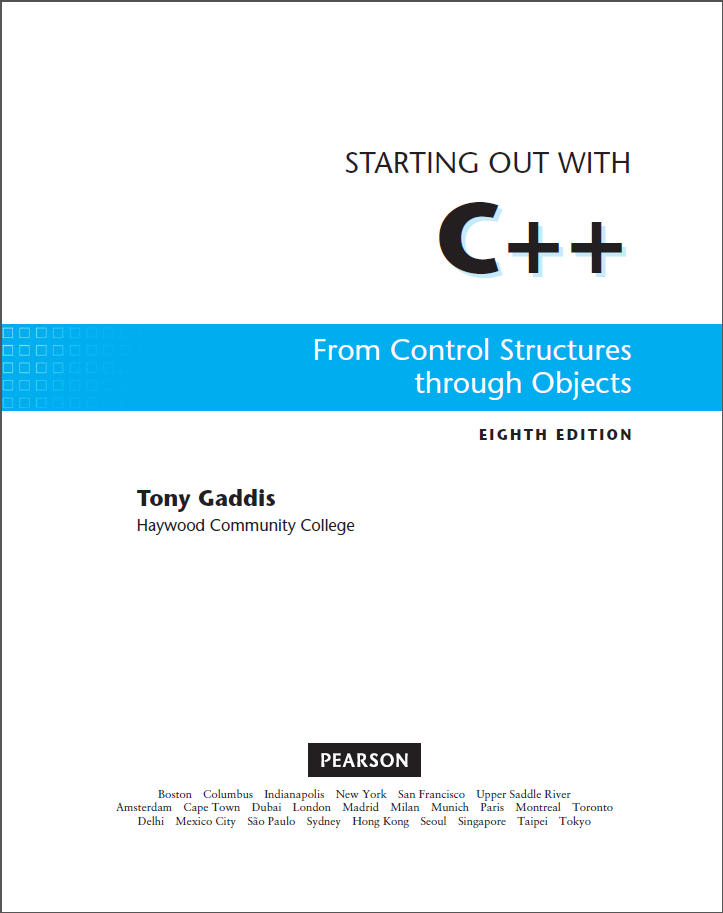 STARTING OUT WITH
C++
From Control Structures
through Objects
EIGHTH EDITION
Tony Gaddis
Haywood Community College
PEARSON
Boston Columbus Indianapolis New York San Francisco Upper Saddle River
Amsterdam Cape Town Dubai London Madrid Milan Munich Paris Montreal Toronto
Delhi Mexico City São Paulo Sydney Hong Kong Seoul Singapore Taipei Tokyo